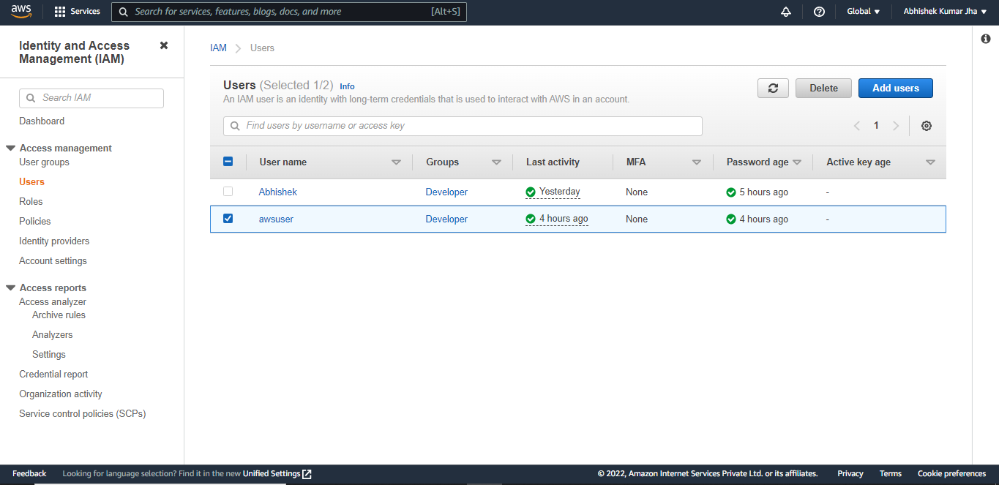 aws
Services
Search for services, features, blogs, docs, and more [Alt+S]
Global
Abhishek Kumar Jha
Identity and Access
Management (IAM)
Search IAM
Dashboard
Access management
User groups
Users
Roles
Policies
Identity providers
Account settings
Access reports
Access analyzer
Archive rules
Analyzers
Settings
Credential report
Organization activity
Service control policies (SCPs)
IAM > Users
Users (Selected 1/2) Info
An IAM user is an identity with long-term credentials that is used to interact with AWS in an account.
Delete
Add users
Find users by username or access key
1
User name Groups Last activity MFA Password age Active key age
Abhishek Developer Yesterday None 5 hours ago -
awsuser Developer 4 hours ago None 4 hours ago -
Feedback Looking for language selection? Find it in the new Unified Settings © 2022, Amazon Internet Services Private Ltd. or its affiliates. Privacy Terms Cookie preferences